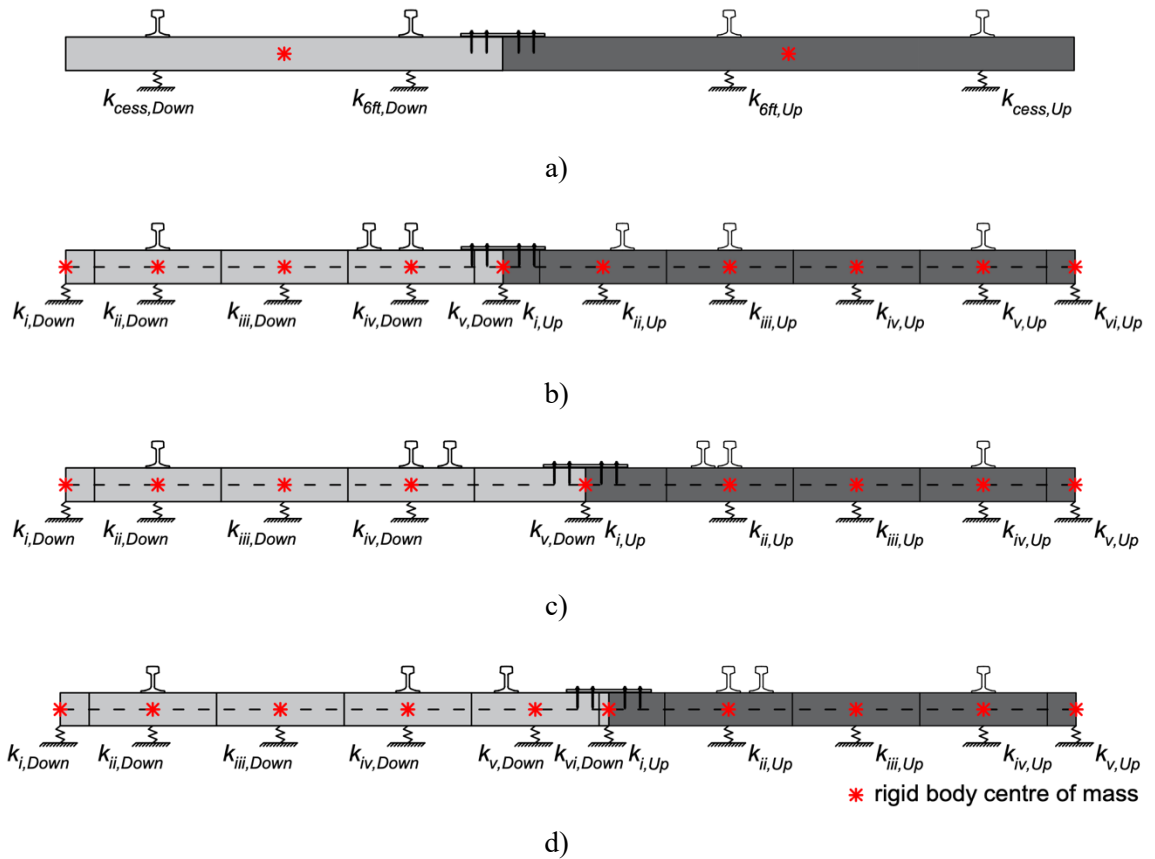 k_cess,Down k_6ft,Down k_6ft,Up k_cess,Up
a)
k_i,Down k_ii,Down k_iii,Down k_iv,Down k_v,Down k_i,Up k_ii,Up k_iii,Up k_iv,Up k_v,Up k_vi,Up
b)
k_i,Down k_ii,Down k_iii,Down k_iv,Down k_v,Down k_i,Up k_ii,Up k_iii,Up k_iv,Up k_v,Up
c)
k_i,Down k_ii,Down k_iii,Down k_iv,Down k_v,Down k_vi,Down k_i,Up k_ii,Up k_iii,Up k_iv,Up k_v,Up
rigid body centre of mass
d)